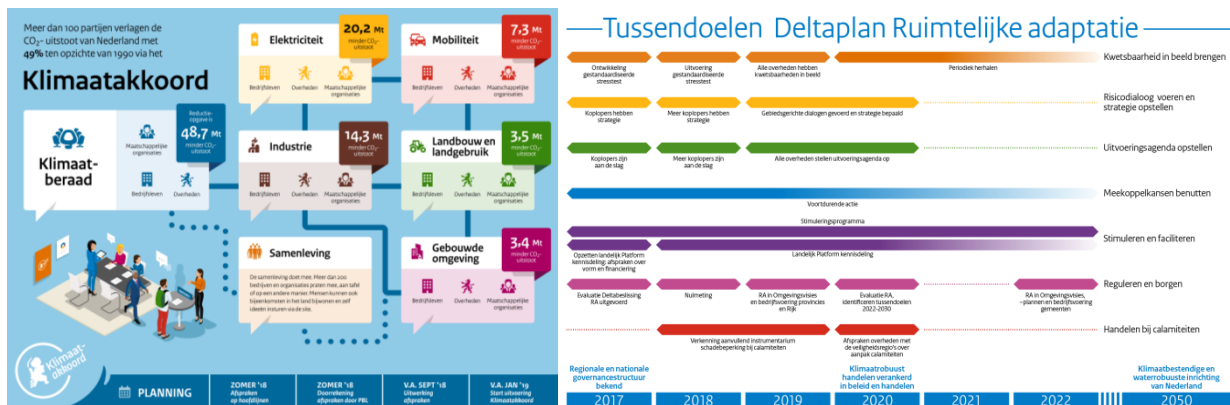 Meer dan 100 partijen verlagen de
CO₂- uitstoot van Nederland met
49% ten opzichte van 1990 via het
Klimaatakkoord
Klimaat-
beraad
Maatschappelijke
organisaties
Bedrijfsleven
Overheden
Reductie-
opgave is
48,7 Mt
minder CO₂-
uitstoot
Elektriciteit
20,2 Mt
minder CO₂-
uitstoot
Bedrijfsleven
Overheden
Maatschappelijke
organisaties
Mobiliteit
7,3 Mt
minder CO₂-
uitstoot
Bedrijfsleven
Overheden
Maatschappelijke
organisaties
Industrie
14,3 Mt
minder CO₂-
uitstoot
Bedrijfsleven
Overheden
Maatschappelijke
organisaties
Landbouw en
landgebruik
3,5 Mt
minder CO₂-
uitstoot
Bedrijfsleven
Overheden
Maatschappelijke
organisaties
Samenleving
De samenleving doet mee. Meer dan 200
bedrijven en organisaties praten mee, aan tafel
of op een andere manier. Mensen kunnen ook
bijeenkomsten in het land bijwonen en zelf
ideeën insturen via de site.
Gebouwde
omgeving
3,4 Mt
minder CO₂-
uitstoot
Bedrijfsleven
Overheden
Maatschappelijke
organisaties
Klimaat-
akkoord
PLANNING
ZOMER '18
Afspraken
op hoofdlijnen
ZOMER '18
Doorrekening
afspraken door PBL
V.A. SEPT '18
Uitwerking
afspraken
V.A. JAN '19
Start uitvoering
Klimaatakkoord
Tussendoelen Deltaplan Ruimtelijke adaptatie
Kwetsbaarheid in beeld brengen
Ontwikkeling
gestandaardiseerde
stresstest
Uitvoering
gestandaardiseerde
stresstest
Alle overheden hebben
kwetsbaarheden in beeld
Periodiek herhalen
Risicodialoog voeren en
strategie opstellen
Koplopers hebben
strategie
Meer koplopers hebben
strategie
Gebiedsgerichte dialogen gevoerd en strategie bepaald
Uitvoeringsagenda opstellen
Koplopers zijn
aan de slag
Meer koplopers zijn
aan de slag
Alle overheden stellen uitvoeringsagenda op
Meekoppelkansen benutten
Voortdurende actie
Stimuleringsprogramma
Stimuleren en faciliteren
Opzetten landelijk Platform
kennisdeling; afspraken over
vorm en financiering
Landelijk Platform kennisdeling
Reguleren en borgen
Evaluatie Deltabeslissing
RA uitgevoerd
Nulmeting
RA in Omgevingsvisies
en bedrijfsvoering provincies
en Rijk
Evaluatie RA,
identificeren tussendoelen
2022-2030
RA in Omgevingsvisies,
–plannen en bedrijfsvoering
gemeenten
Handelen bij calamiteiten
Verkenning aanvullend instrumentarium
schadebeperking bij calamiteiten
Afspraken overheden met
de veiligheidsregio's over
aanpak calamiteiten
Regionale en nationale
governancestructuur
bekend
Klimaatrobuust
handelen verankerd
in beleid en handelen
Klimaatbestendige en
waterrobuuste inrichting
van Nederland
2017
2018
2019
2020
2021
2022
2050